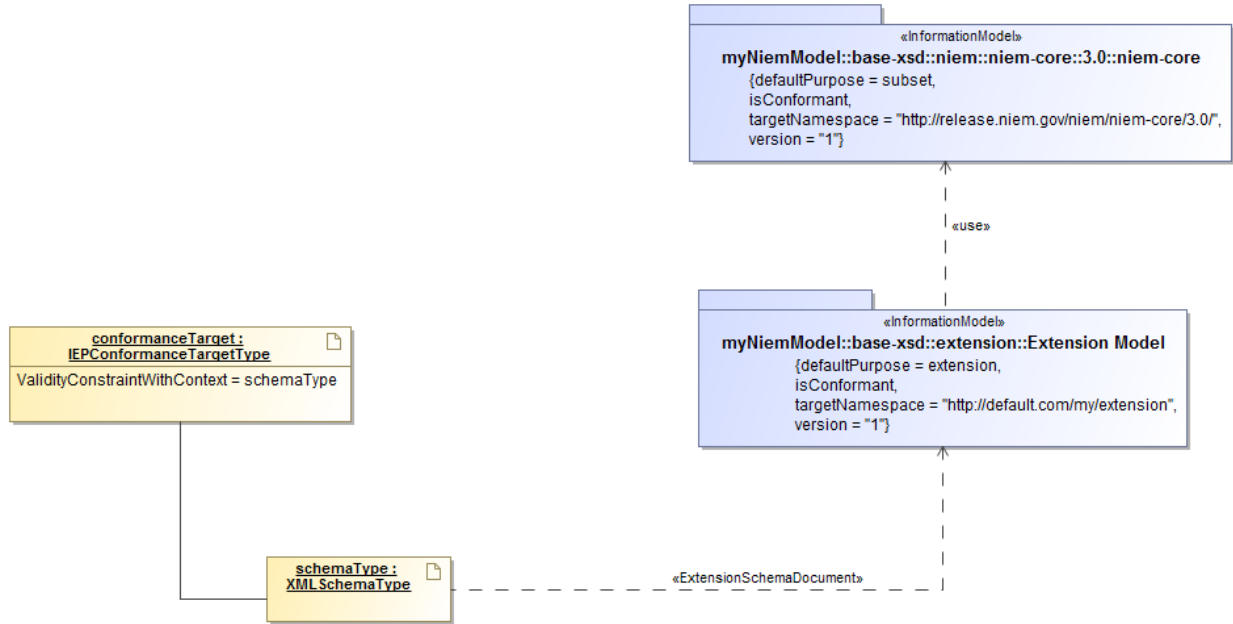 «InformationModel»
myNiemModel::base-xsd::niem::niem-core::3.0::niem-core
{defaultPurpose = subset,
isConformant,
targetNamespace = "http://release.niem.gov/niem/niem-core/3.0/",
version = "1"}
«use»
«InformationModel»
myNiemModel::base-xsd::extension::Extension Model
{defaultPurpose = extension,
isConformant,
targetNamespace = "http://default.com/my/extension",
version = "1"}
conformanceTarget :
IEPConformanceTargetType
ValidityConstraintWithContext = schemaType
schemaType :
XMLSchemaType
«ExtensionSchemaDocument»